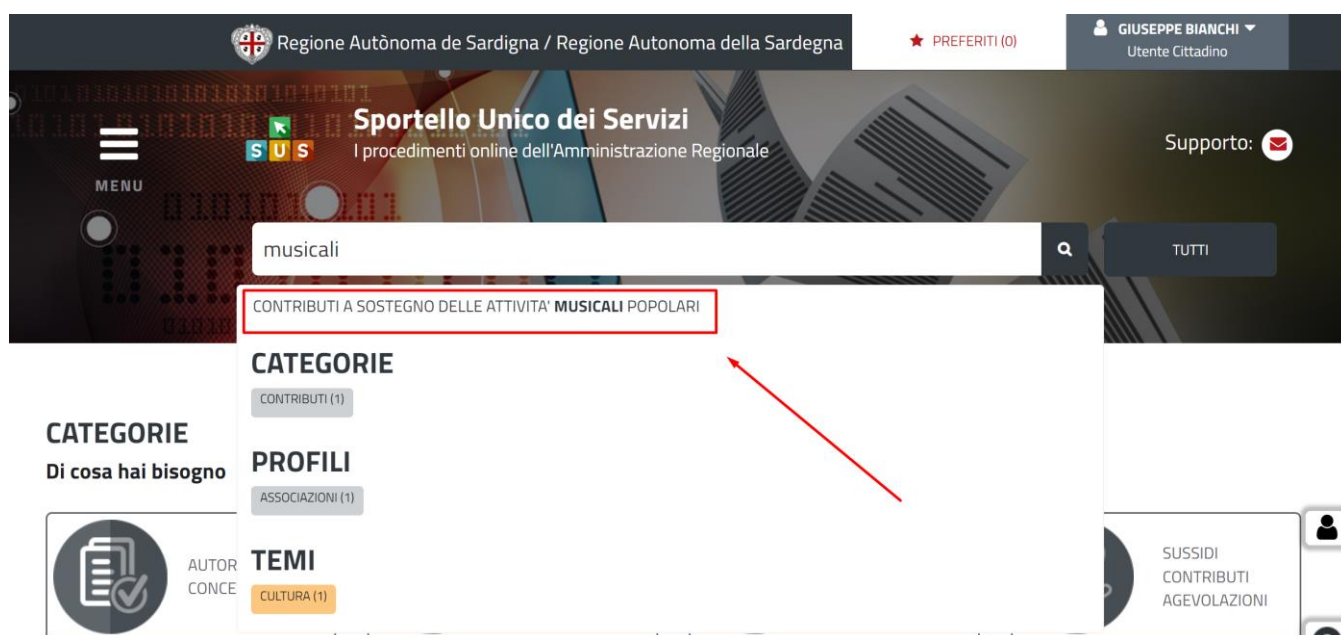 Regione Autònoma de Sardigna / Regione Autonoma della Sardegna
PREFERITI (0)
GIUSEPPE BIANCHI
Utente Cittadino
MENU
SUS
Sportello Unico dei Servizi
I procedimenti online dell'Amministrazione Regionale
Supporto:
musicali
TUTTI
CONTRIBUTI A SOSTEGNO DELLE ATTIVITA' MUSICALI POPOLARI
CATEGORIE
CONTRIBUTI (1)
CATEGORIE
Di cosa hai bisogno
PROFILI
ASSOCIAZIONI (1)
TEMI
CULTURA (1)
AUTOR
CONCE
SUSSIDI
CONTRIBUTI
AGEVOLAZIONI